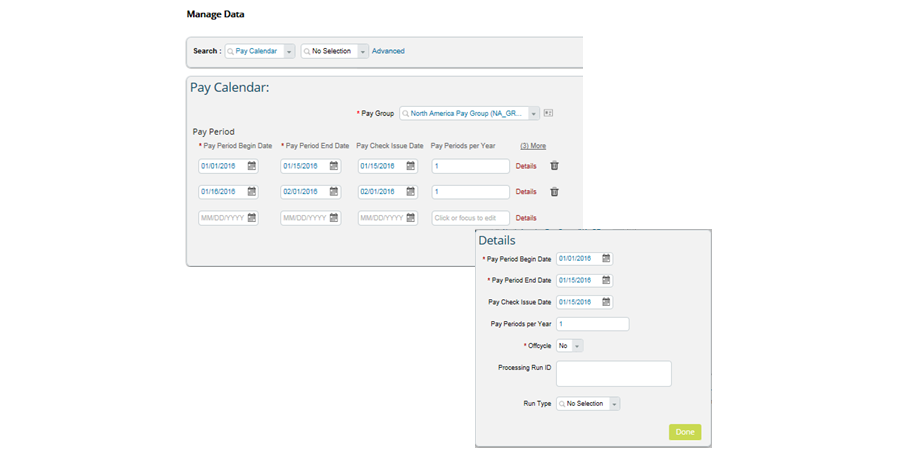 Manage Data
Search : Pay Calendar No Selection Advanced
Pay Calendar:
* Pay Group North America Pay Group (NA_GR...
Pay Period
* Pay Period Begin Date * Pay Period End Date Pay Check Issue Date Pay Periods per Year (3) More
01/01/2016 01/15/2016 01/15/2016 1 Details
01/16/2016 02/01/2016 02/01/2016 1 Details
MM/DD/YYYY MM/DD/YYYY MM/DD/YYYY Click or focus to edit Details
Details
* Pay Period Begin Date 01/01/2016
* Pay Period End Date 01/15/2016
Pay Check Issue Date 01/15/2016
Pay Periods per Year 1
* Offcycle No
Processing Run ID
Run Type No Selection
Done